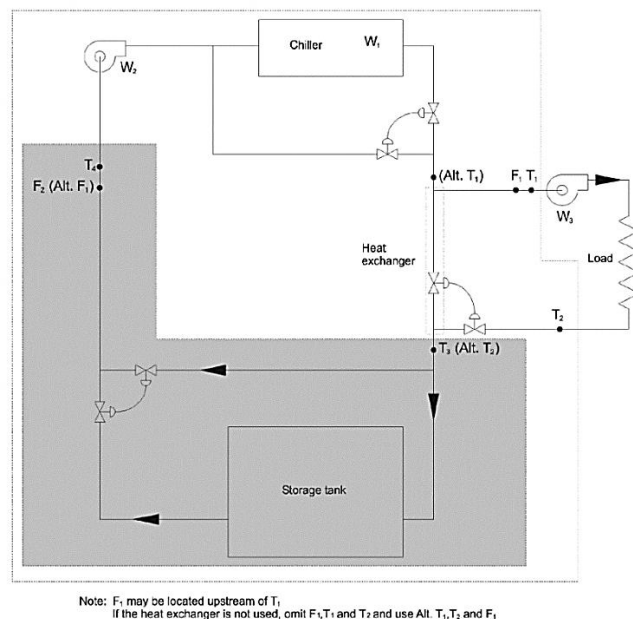 Chiller W₁
W₂
T₄
F₂ (Alt. F₁)
(Alt. T₁)
F₁ T₁
W₃
Heat
exchanger
Load
T₂
T₃ (Alt. T₂)
Storage tank
Note: F₁ may be located upstream of T₁
If the heat exchanger is not used, omit F₁,T₁ and T₂ and use Alt. T₁,T₂ and F₁